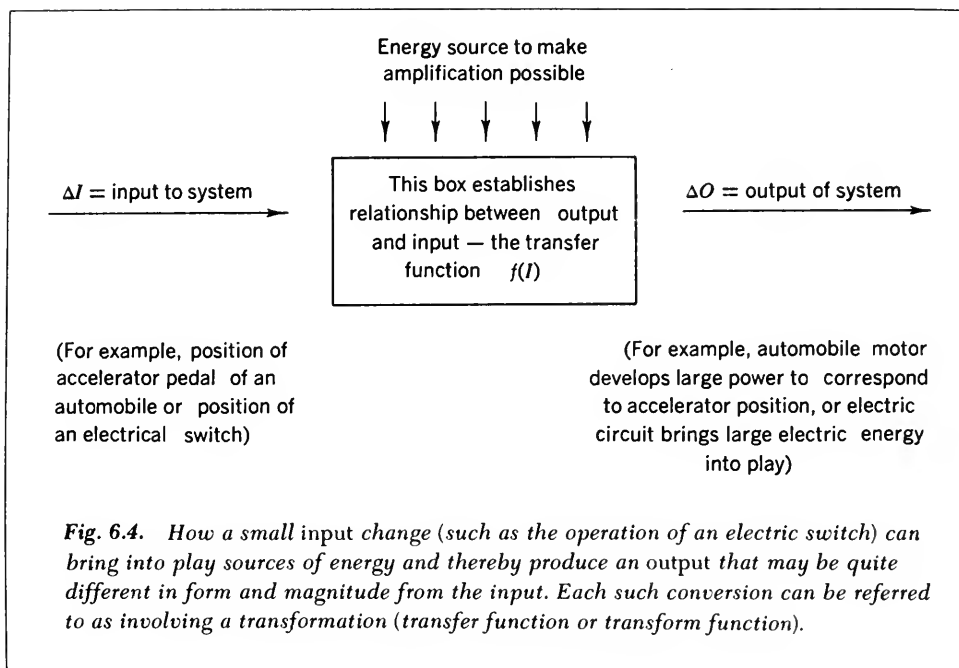 Energy source to make
amplification possible
ΔI = input to system
This box establishes
relationship between output
and input — the transfer
function f(I)
ΔO = output of system
(For example, position of
accelerator pedal of an
automobile or position of
an electrical switch)
(For example, automobile motor
develops large power to correspond
to accelerator position, or electric
circuit brings large electric energy
into play)
Fig. 6.4. How a small input change (such as the operation of an electric switch) can
bring into play sources of energy and thereby produce an output that may be quite
different in form and magnitude from the input. Each such conversion can be referred
to as involving a transformation (transfer function or transform function).